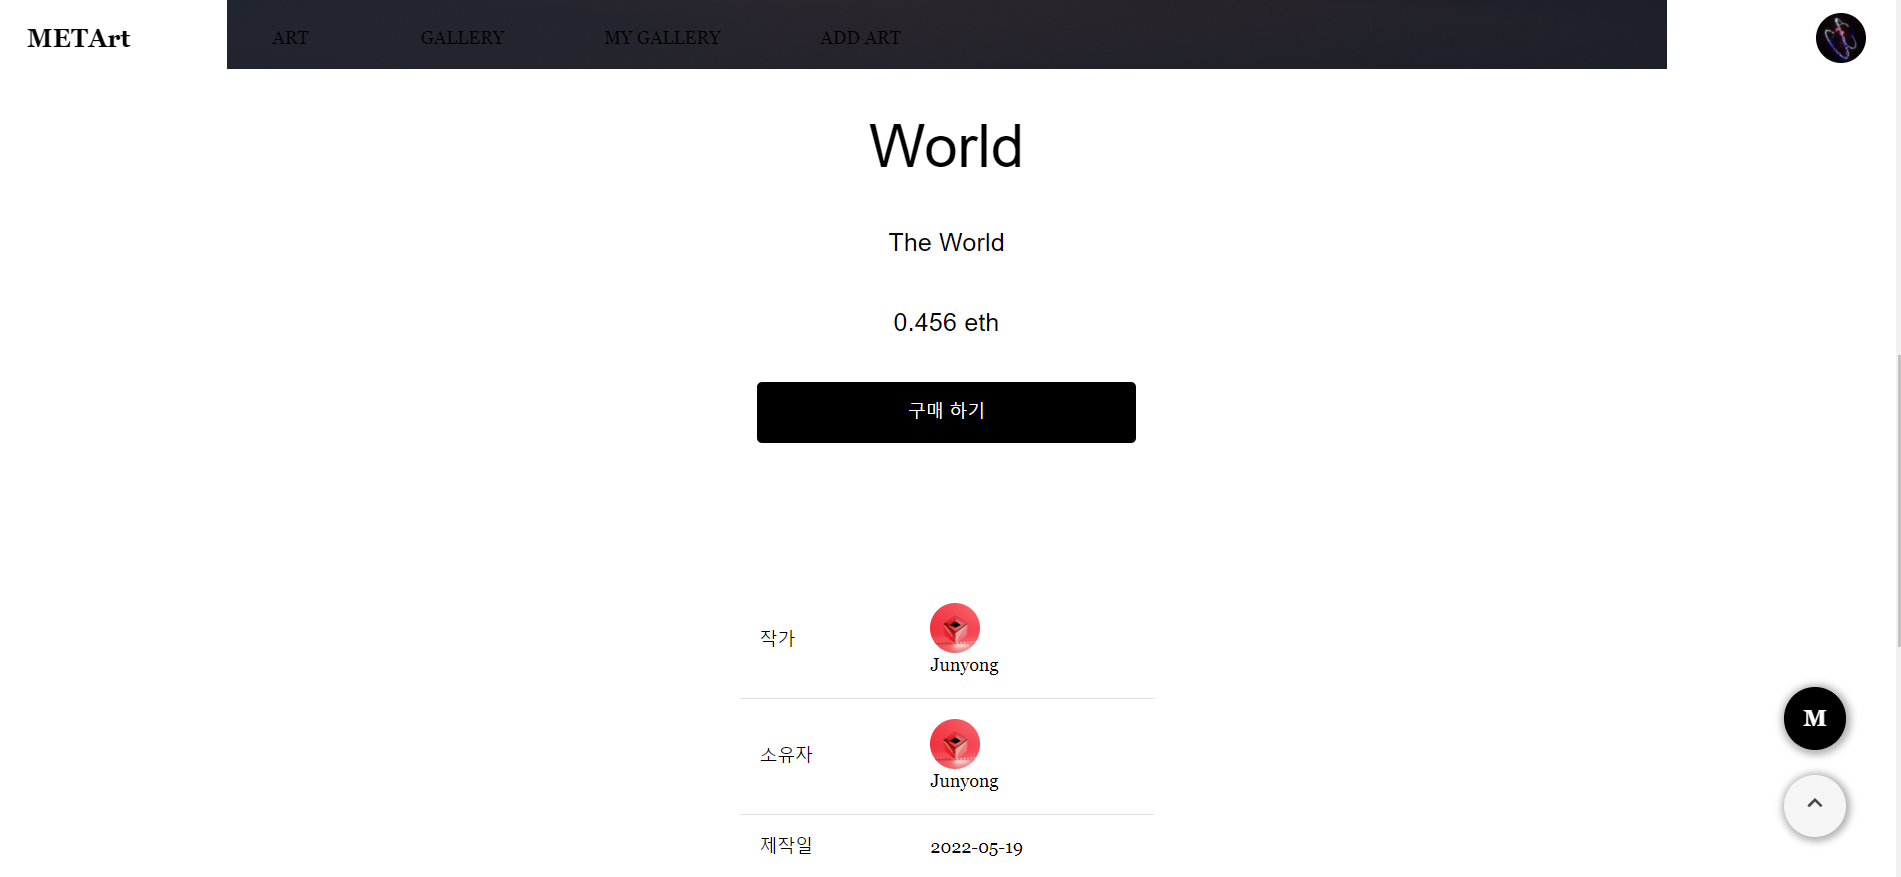 METArt
ART GALLERY MY GALLERY ADD ART
World
The World
0.456 eth
구매 하기
작가
Junyong
소유자
Junyong
M
제작일 2022-05-19